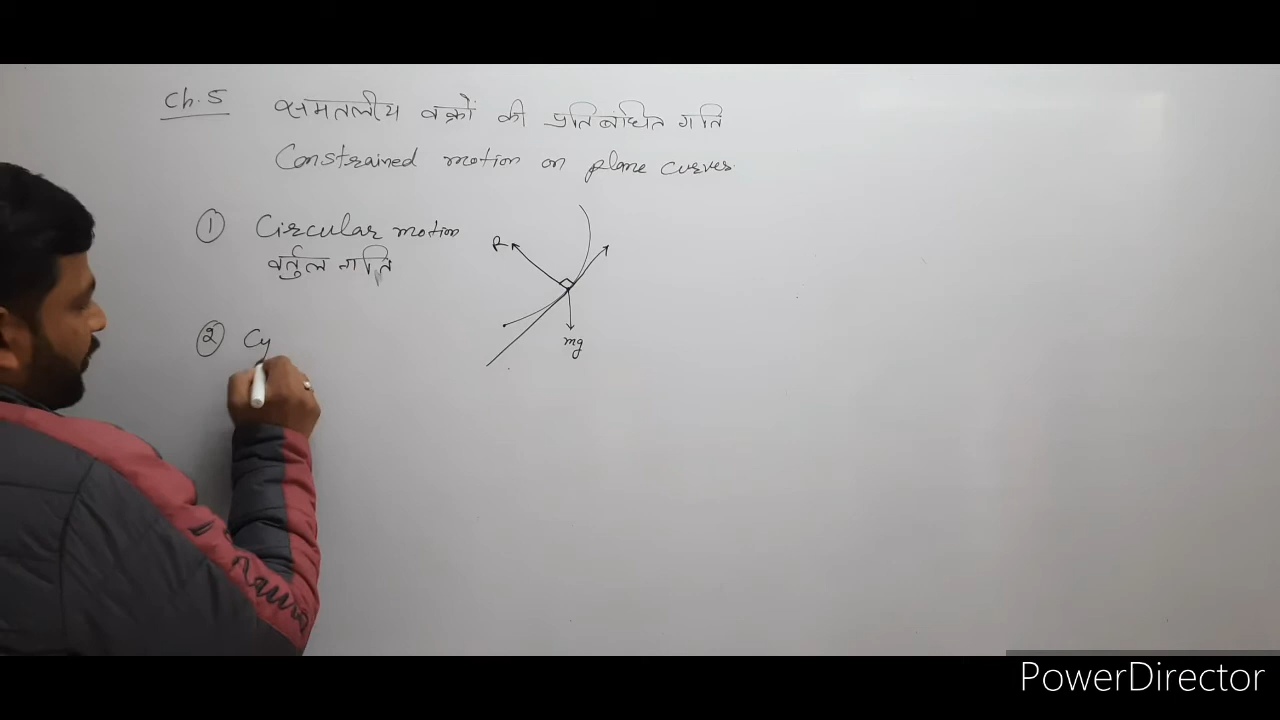 Ch. 5 समतलीय वक्रों की प्रतिबंधित गति
Constrained motion on plane curves
① Circular motion
वर्तुल गति
② Cy
R
mg
PowerDirector